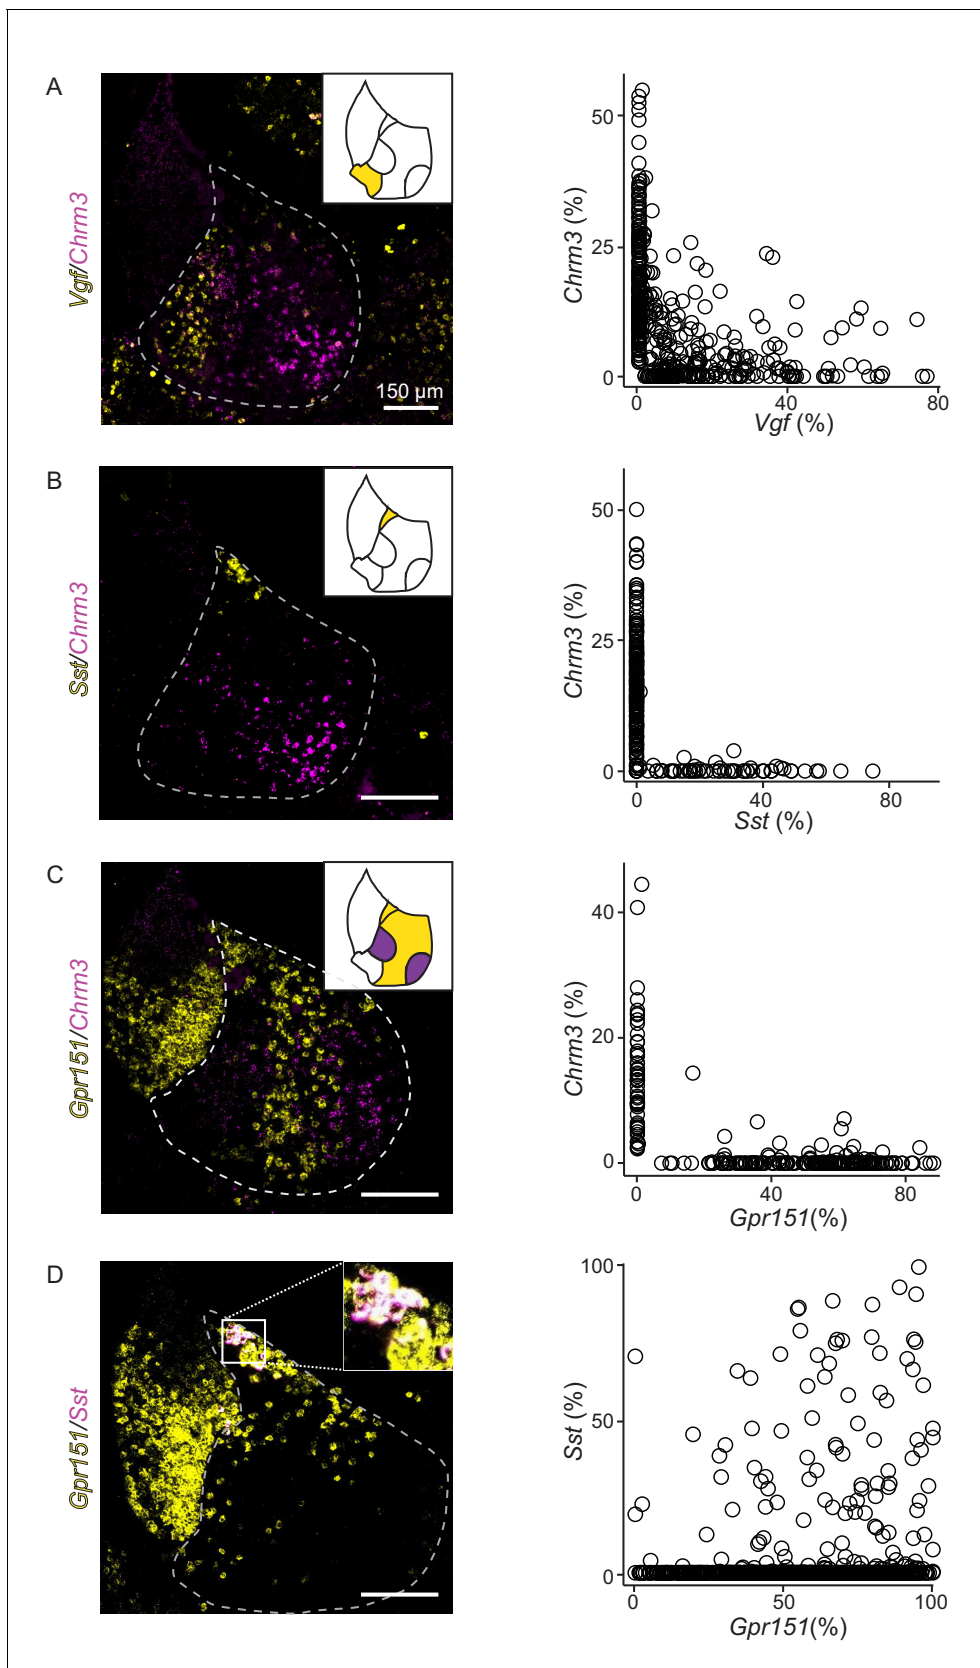 A
Vgf/Chrm3
150 µm
Chrm3 (%)
50
25
0
0 40 80
Vgf (%)
B
Sst/Chrm3
Chrm3 (%)
50
25
0
0 40 80
Sst (%)
C
Gpr151/Chrm3
Chrm3 (%)
40
20
0
0 40 80
Gpr151(%)
D
Gpr151/Sst
Sst (%)
100
50
0
0 50 100
Gpr151(%)